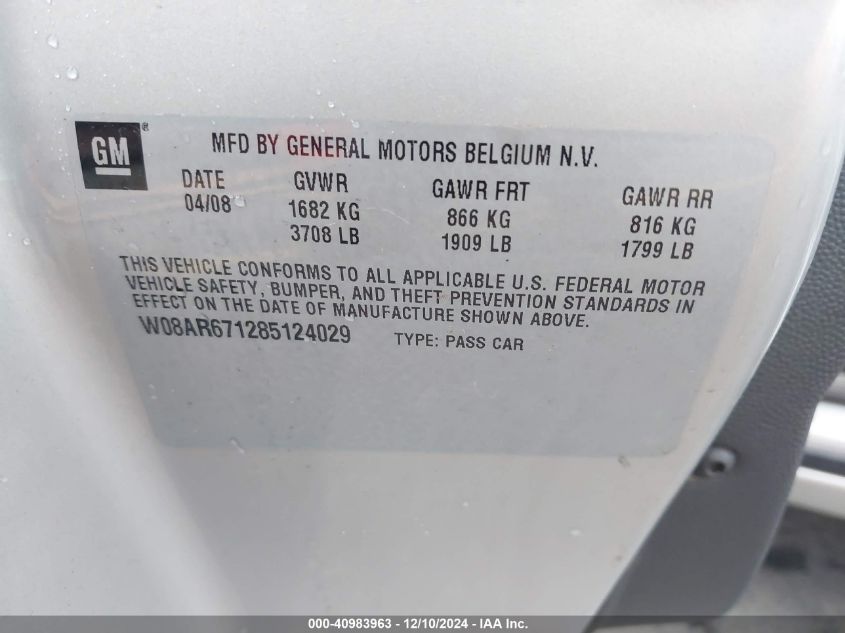 GM®
MFD BY GENERAL MOTORS BELGIUM N.V.
DATE GVWR GAWR FRT GAWR RR
04/08 1682 KG 866 KG 816 KG
3708 LB 1909 LB 1799 LB
THIS VEHICLE CONFORMS TO ALL APPLICABLE U.S. FEDERAL MOTOR
VEHICLE SAFETY, BUMPER, AND THEFT PREVENTION STANDARDS IN
EFFECT ON THE DATE OF MANUFACTURE SHOWN ABOVE.
W08AR671285124029 TYPE: PASS CAR
000-40983963 - 12/10/2024 - IAA Inc.